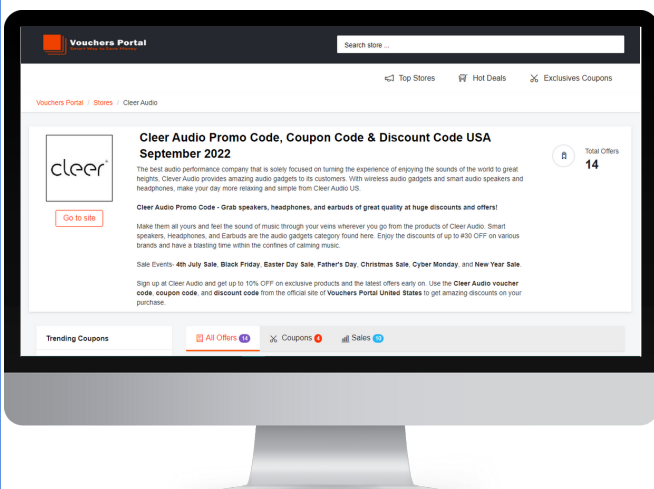 Vouchers Portal
Smart Way to Save Money
Search store ...
Top Stores
Hot Deals
Exclusives Coupons
Vouchers Portal / Stores / Cleer Audio
cleer
Go to site
Cleer Audio Promo Code, Coupon Code & Discount Code USA
September 2022
The best audio performance company that is solely focused on turning the experience of enjoying the sounds of the world to great
heights, Clever Audio provides amazing audio gadgets to its customers. With wireless audio gadgets and smart audio speakers and
headphones, make your day more relaxing and simple from Cleer Audio US.
Cleer Audio Promo Code - Grab speakers, headphones, and earbuds of great quality at huge discounts and offers!
Make them all yours and feel the sound of music through your veins wherever you go from the products of Cleer Audio. Smart
speakers, Headphones, and Earbuds are the audio gadgets category found here. Enjoy the discounts of up to #30 OFF on various
brands and have a blasting time within the confines of calming music.
Sale Events- 4th July Sale, Black Friday, Easter Day Sale, Father's Day, Christmas Sale, Cyber Monday, and New Year Sale.
Sign up at Cleer Audio and get up to 10% OFF on exclusive products and the latest offers early on. Use the Cleer Audio voucher
code, coupon code, and discount code from the official site of Vouchers Portal United States to get amazing discounts on your
purchase.
Total Offers
14
Trending Coupons
All Offers 14
Coupons 4
Sales 10